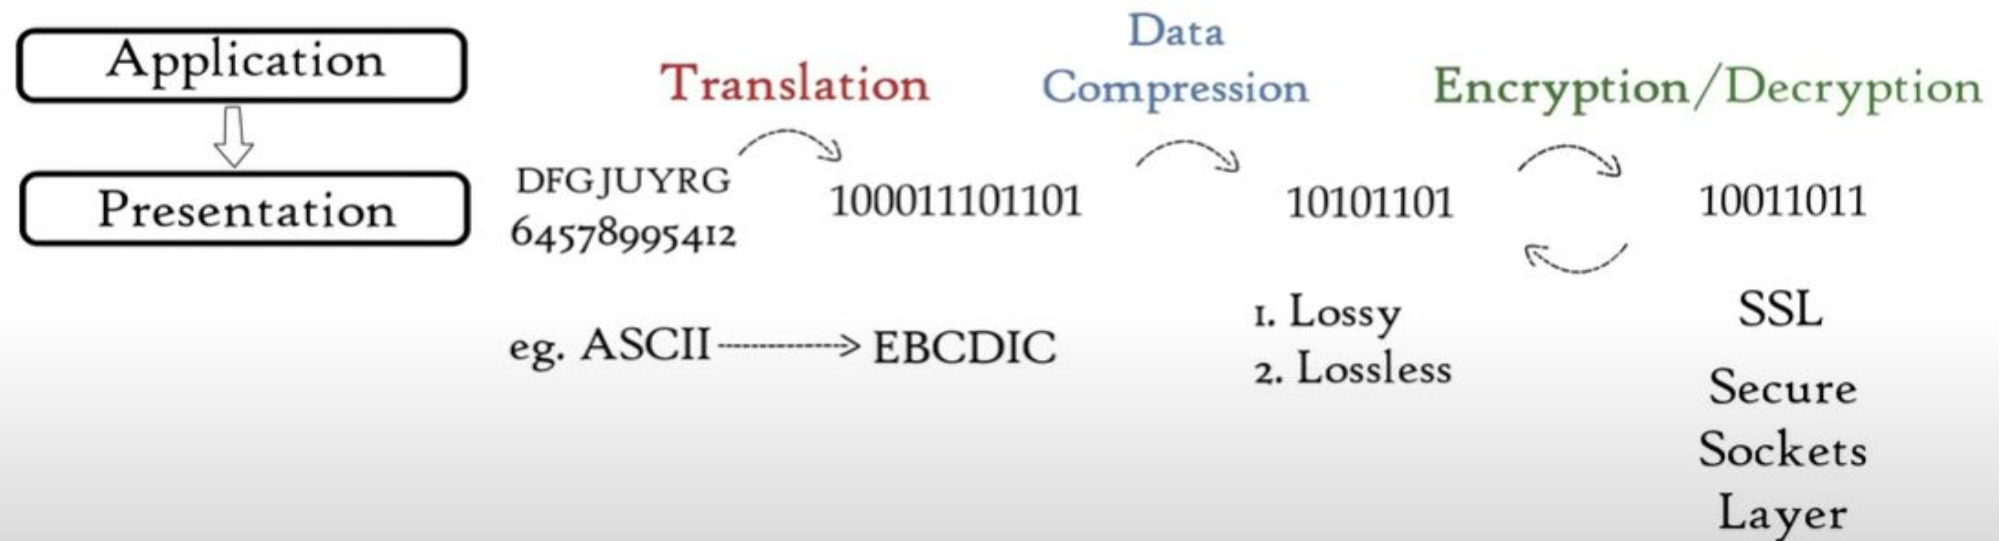 Application
Presentation
Translation
DFGJUYRG
64578995412
100011101101
eg. ASCII
EBCDIC
Data
Compression
10101101
1. Lossy
2. Lossless
Encryption/Decryption
10011011
SSL
Secure
Sockets
Layer